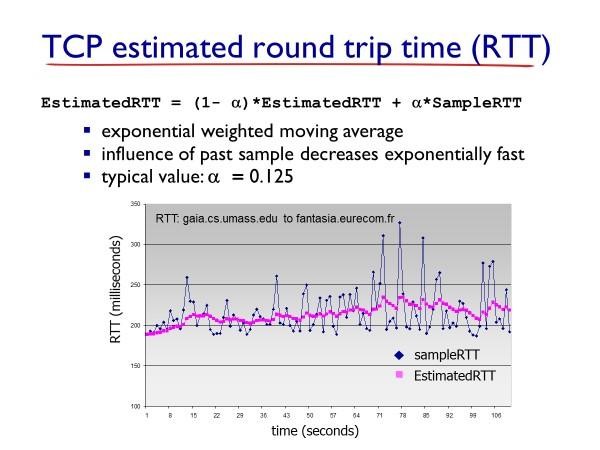 TCP estimated round trip time (RTT)
EstimatedRTT = (1- α)*EstimatedRTT + α*SampleRTT
▪ exponential weighted moving average
▪ influence of past sample decreases exponentially fast
▪ typical value: α = 0.125
RTT: gaia.cs.umass.edu to fantasia.eurecom.fr
350
300
250
200
150
100
RTT (milliseconds)
sampleRTT
EstimatedRTT
1 8 15 22 29 36 43 50 57 64 71 78 85 92 99 106
time (seconds)